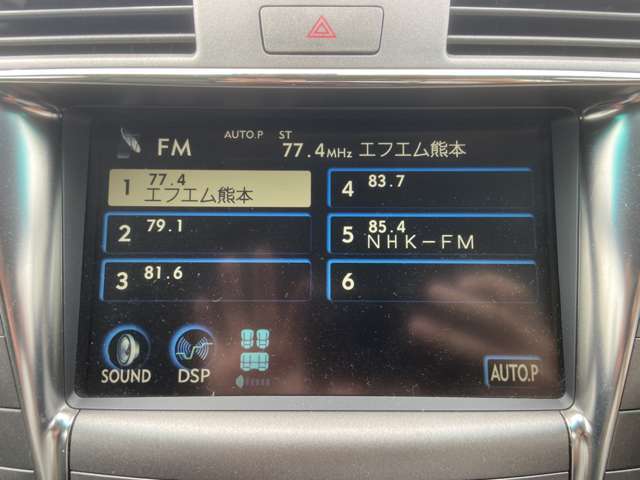 AUTO.P ST
FM 77.4MHz エフエム熊本
1 77.4 エフエム熊本
4 83.7
2 79.1
5 85.4 NHK-FM
3 81.6
6
SOUND DSP AUTO.P